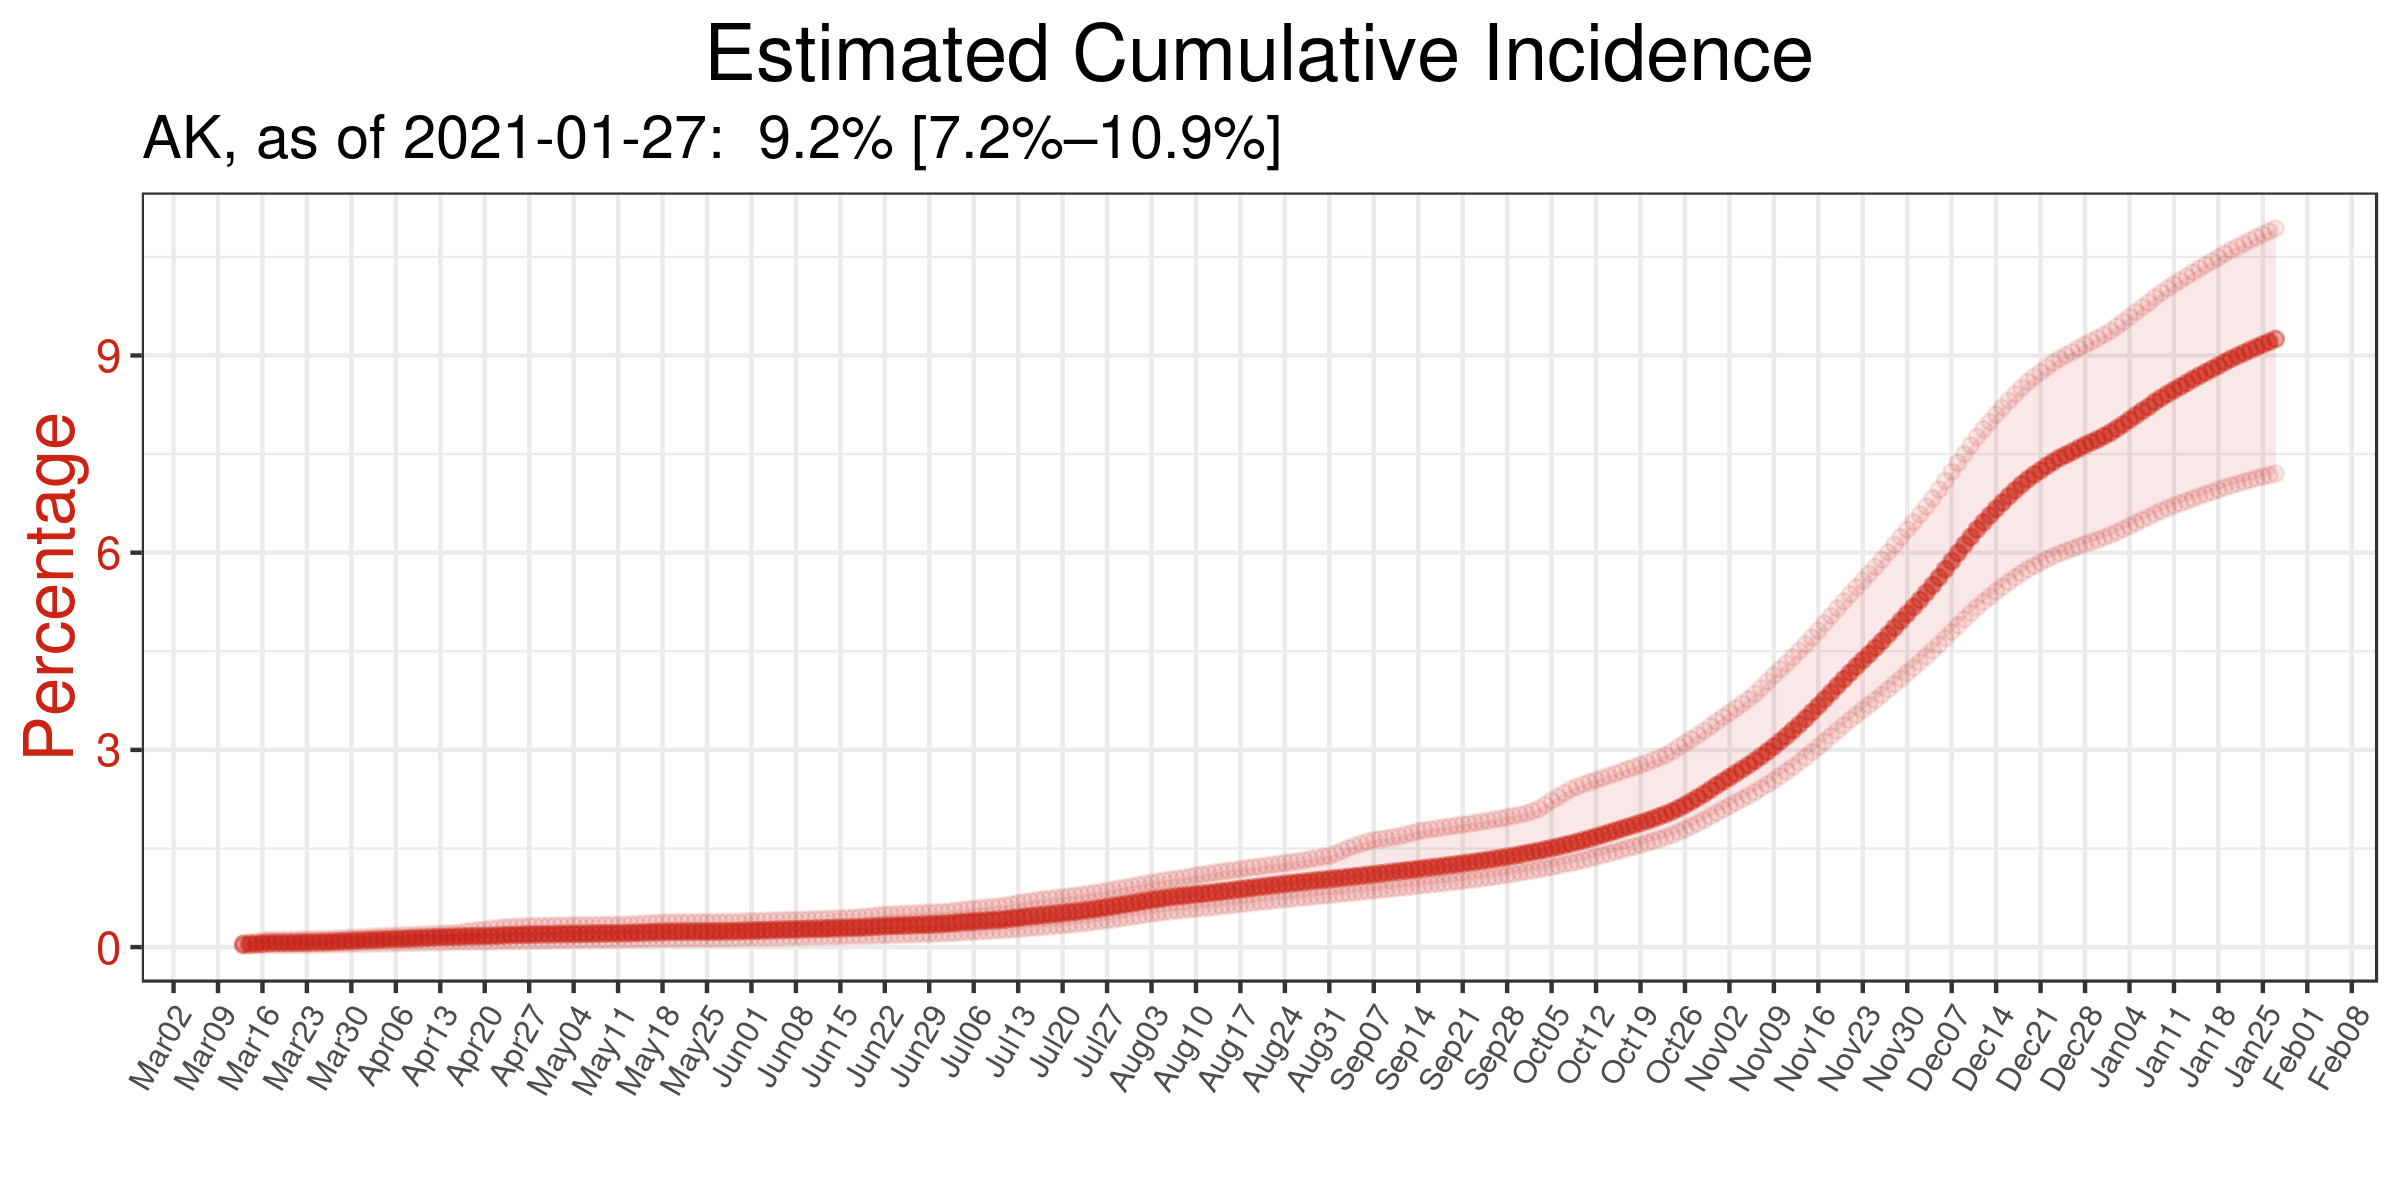 Estimated Cumulative Incidence
AK, as of 2021-01-27:  9.2% [7.2%–10.9%]
Percentage
9
6
3
0
Mar02
Mar09
Mar16
Mar23
Mar30
Apr06
Apr13
Apr20
Apr27
May04
May11
May18
May25
Jun01
Jun08
Jun15
Jun22
Jun29
Jul06
Jul13
Jul20
Jul27
Aug03
Aug10
Aug17
Aug24
Aug31
Sep07
Sep14
Sep21
Sep28
Oct05
Oct12
Oct19
Oct26
Nov02
Nov09
Nov16
Nov23
Nov30
Dec07
Dec14
Dec21
Dec28
Jan04
Jan11
Jan18
Jan25
Feb01
Feb08